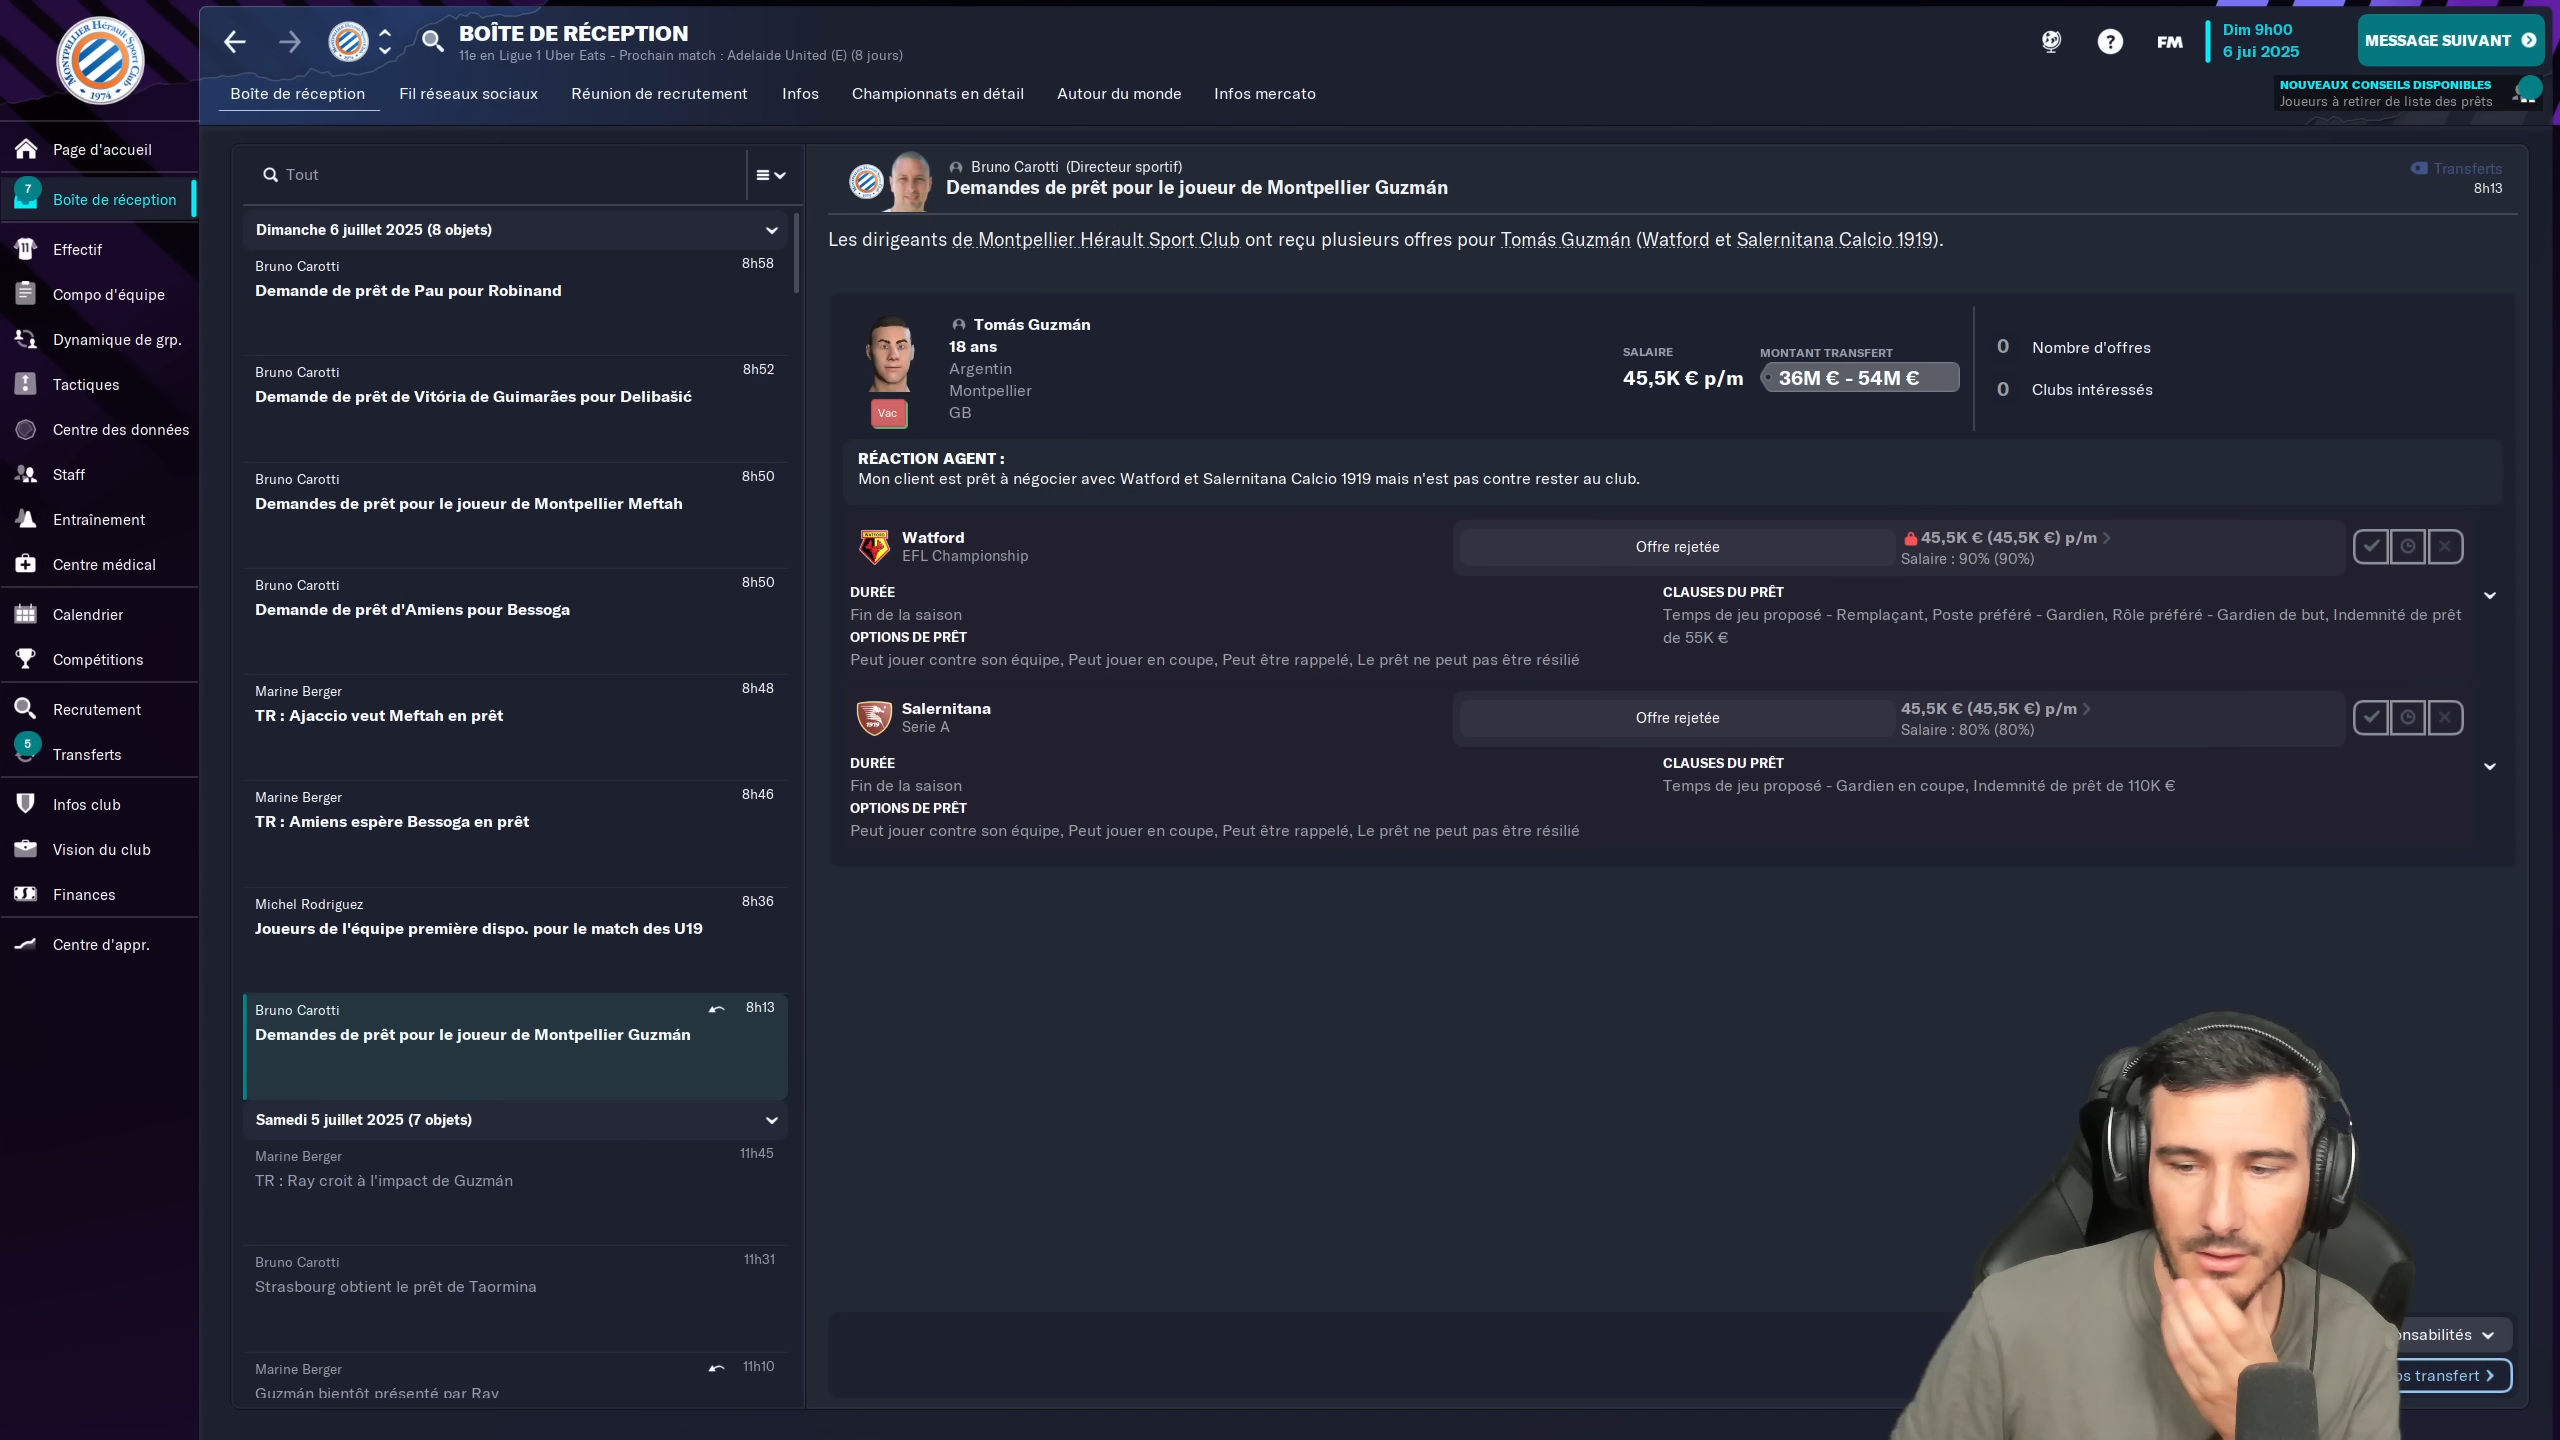 MONTPELLIER Hérault Sport Club
1974
BOÎTE DE RÉCEPTION
11e en Ligue 1 Uber Eats - Prochain match : Adelaide United (E) (8 jours)
FM
Dim 9h00
6 jui 2025
MESSAGE SUIVANT
Boîte de réception
Fil réseaux sociaux
Réunion de recrutement
Infos
Championnats en détail
Autour du monde
Infos mercato
NOUVEAUX CONSEILS DISPONIBLES
Joueurs à retirer de liste des prêts
Page d'accueil
7
Boîte de réception
Effectif
Compo d'équipe
Dynamique de grp.
Tactiques
Centre des données
Staff
Entraînement
Centre médical
Calendrier
Compétitions
Recrutement
5
Transferts
Infos club
Vision du club
Finances
Centre d'appr.
Tout
Dimanche 6 juillet 2025 (8 objets)
Bruno Carotti 8h58
Demande de prêt de Pau pour Robinand
Bruno Carotti 8h52
Demande de prêt de Vitória de Guimarães pour Delibašić
Bruno Carotti 8h50
Demandes de prêt pour le joueur de Montpellier Meftah
Bruno Carotti 8h50
Demande de prêt d'Amiens pour Bessoga
Marine Berger 8h48
TR : Ajaccio veut Meftah en prêt
Marine Berger 8h46
TR : Amiens espère Bessoga en prêt
Michel Rodriguez 8h36
Joueurs de l'équipe première dispo. pour le match des U19
Bruno Carotti 8h13
Demandes de prêt pour le joueur de Montpellier Guzmán
Samedi 5 juillet 2025 (7 objets)
Marine Berger 11h45
TR : Ray croit à l'impact de Guzmán
Bruno Carotti 11h31
Strasbourg obtient le prêt de Taormina
Marine Berger 11h10
Guzmán bientôt présenté par Ray
Bruno Carotti (Directeur sportif)
Demandes de prêt pour le joueur de Montpellier Guzmán
Transferts
8h13
Les dirigeants de Montpellier Hérault Sport Club ont reçu plusieurs offres pour Tomás Guzmán (Watford et Salernitana Calcio 1919).
Tomás Guzmán
18 ans
Argentin
Montpellier
GB
Vac
SALAIRE
45,5K € p/m
MONTANT TRANSFERT
36M € - 54M €
0 Nombre d'offres
0 Clubs intéressés
RÉACTION AGENT :
Mon client est prêt à négocier avec Watford et Salernitana Calcio 1919 mais n'est pas contre rester au club.
Watford
EFL Championship
Offre rejetée
45,5K € (45,5K €) p/m
Salaire : 90% (90%)
DURÉE
Fin de la saison
OPTIONS DE PRÊT
Peut jouer contre son équipe, Peut jouer en coupe, Peut être rappelé, Le prêt ne peut pas être résilié
CLAUSES DU PRÊT
Temps de jeu proposé - Remplaçant, Poste préféré - Gardien, Rôle préféré - Gardien de but, Indemnité de prêt
de 55K €
Salernitana
Serie A
Offre rejetée
45,5K € (45,5K €) p/m
Salaire : 80% (80%)
DURÉE
Fin de la saison
OPTIONS DE PRÊT
Peut jouer contre son équipe, Peut jouer en coupe, Peut être rappelé, Le prêt ne peut pas être résilié
CLAUSES DU PRÊT
Temps de jeu proposé - Gardien en coupe, Indemnité de prêt de 110K €
onsabilités
os transfert